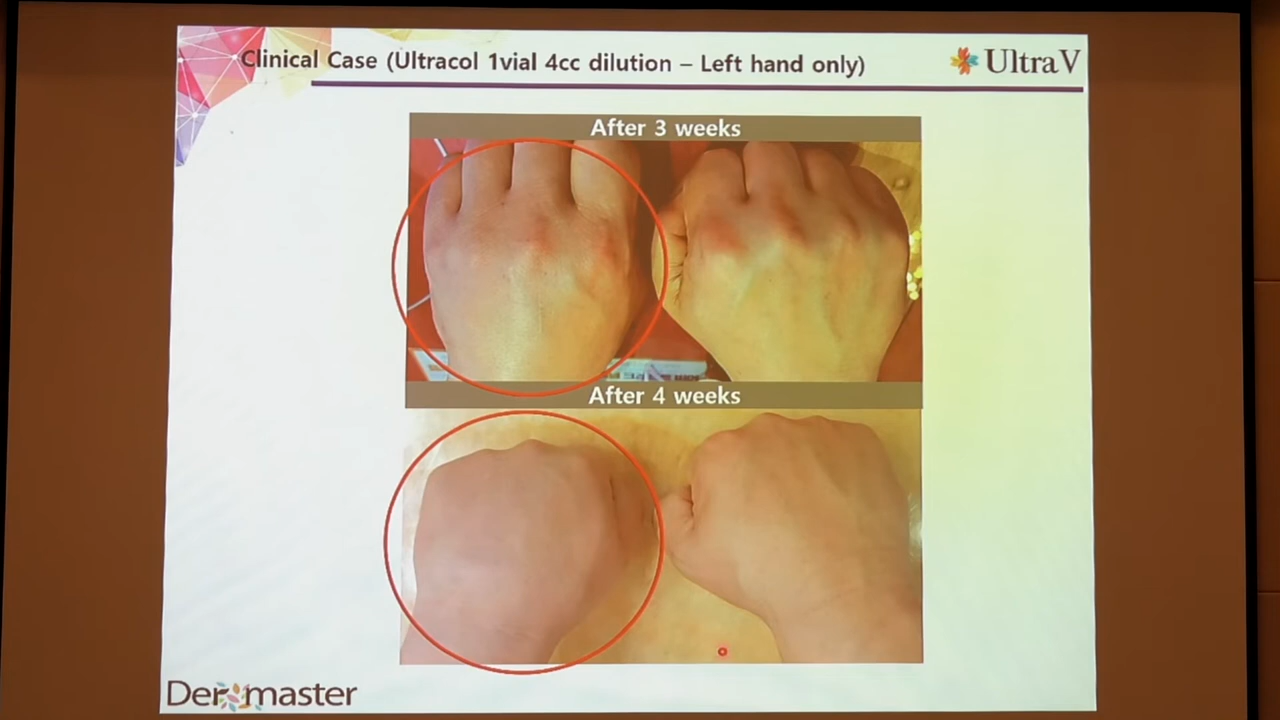 Clinical Case (Ultracol 1vial 4cc dilution – Left hand only)
UltraV
After 3 weeks
After 4 weeks
Dermaster